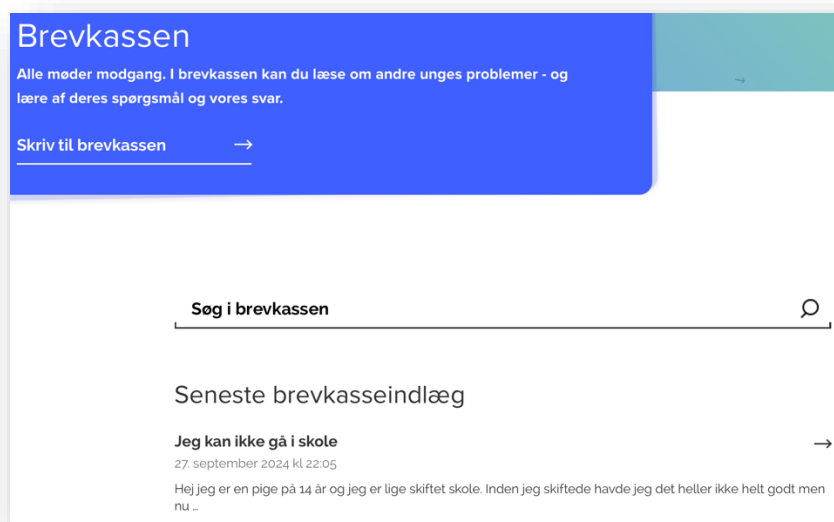 Brevkassen
Alle møder modgang. I brevkassen kan du læse om andre unges problemer - og
lære af deres spørgsmål og vores svar.
Skriv til brevkassen
Søg i brevkassen
Seneste brevkasseindlæg
Jeg kan ikke gå i skole
27. september 2024 kl 22:05
Hej jeg er en pige på 14 år og jeg er lige skiftet skole. Inden jeg skiftede havde jeg det heller ikke helt godt men
nu …